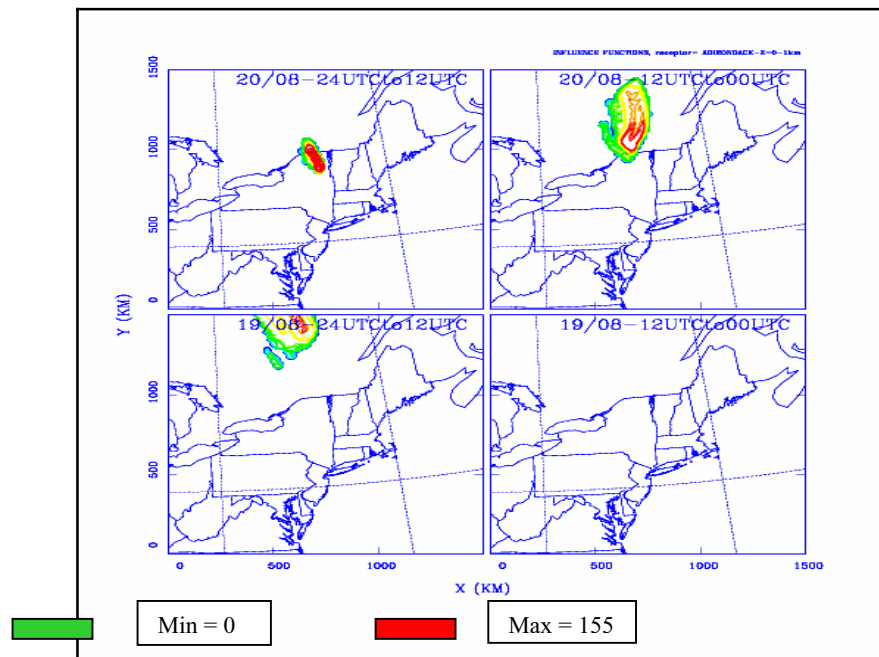 INFLUENCE FUNCTIONS, receptor- ADIRONDACK-Z-0-1km
1500
20/08-24UTCto12UTC
20/08-12UTCto00UTC
1000
500
0
Y (KM)
19/08-24UTCto12UTC
19/08-12UTCto00UTC
1000
500
0
0 500 1000 0 500 1000 1500
X (KM)
Min = 0
Max = 155